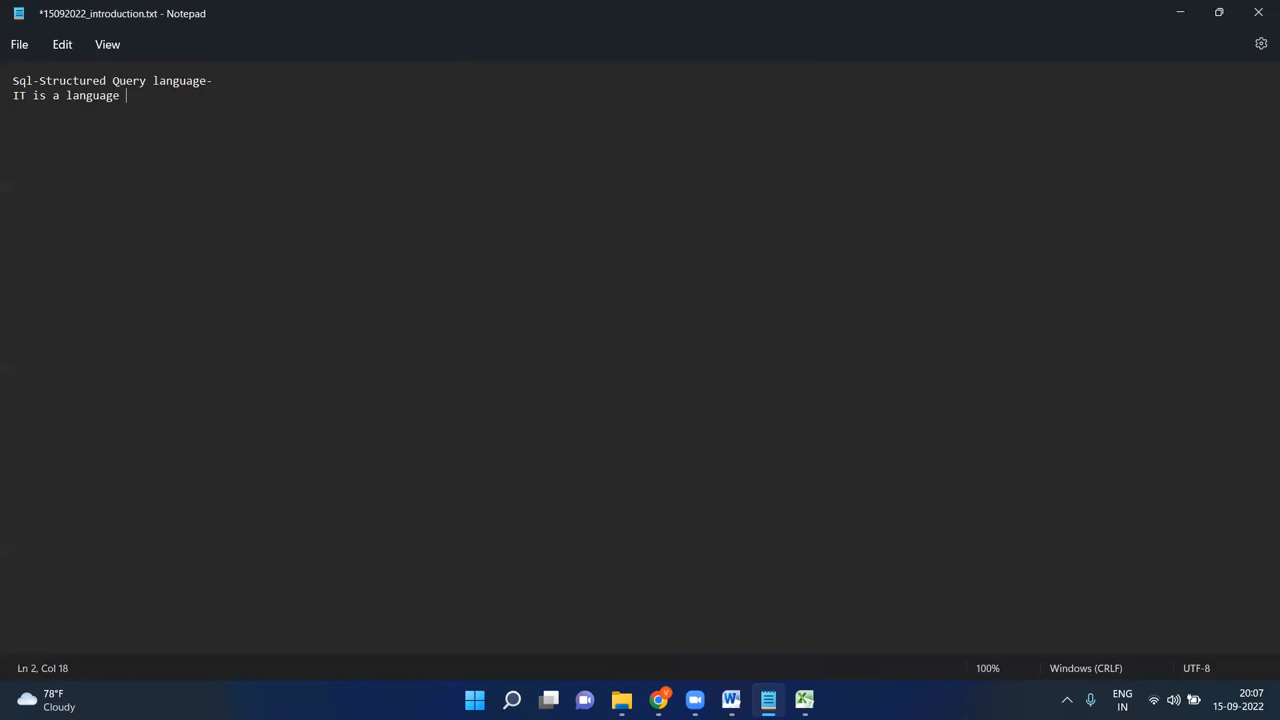 *15092022_introduction.txt - Notepad
File Edit View
Sql-Structured Query language-
IT is a language
Ln 2, Col 18 100% Windows (CRLF) UTF-8
78°F
Cloudy
ENG
IN
20:07
15-09-2022